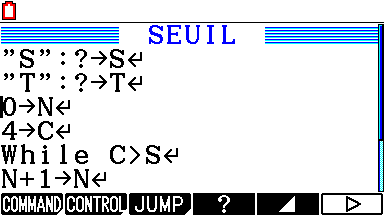 SEUIL
"S":?→S↵
"T":?→T↵
0→N↵
4→C↵
While C>S↵
N+1→N↵
COMMAND CONTROL JUMP ? ◢ ▷